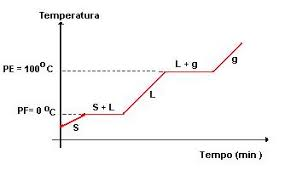 Temperatura
PE = 100°C
L + g
g
L
PF= 0 °C
S + L
S
Tempo (min )